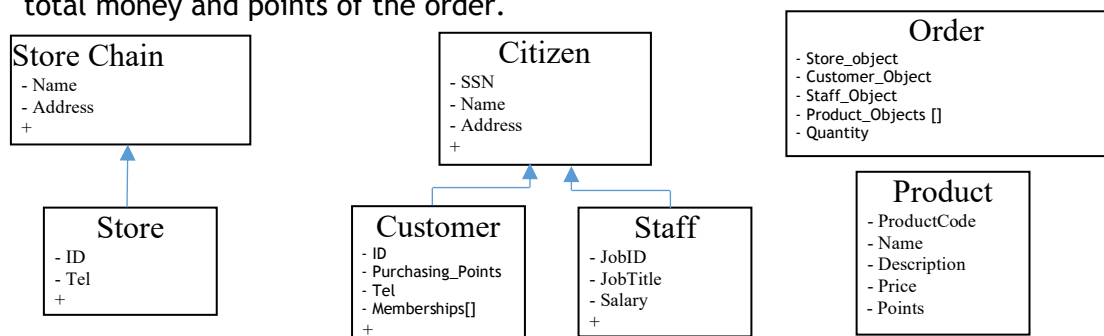 total money and points of the order.
Store Chain
- Name
- Address
+
Citizen
- SSN
- Name
- Address
+
Order
- Store_object
- Customer_Object
- Staff_Object
- Product_Objects []
- Quantity
Store
- ID
- Tel
+
Customer
- ID
- Purchasing_Points
- Tel
- Memberships[]
+
Staff
- JobID
- JobTitle
- Salary
+
Product
- ProductCode
- Name
- Description
- Price
- Points